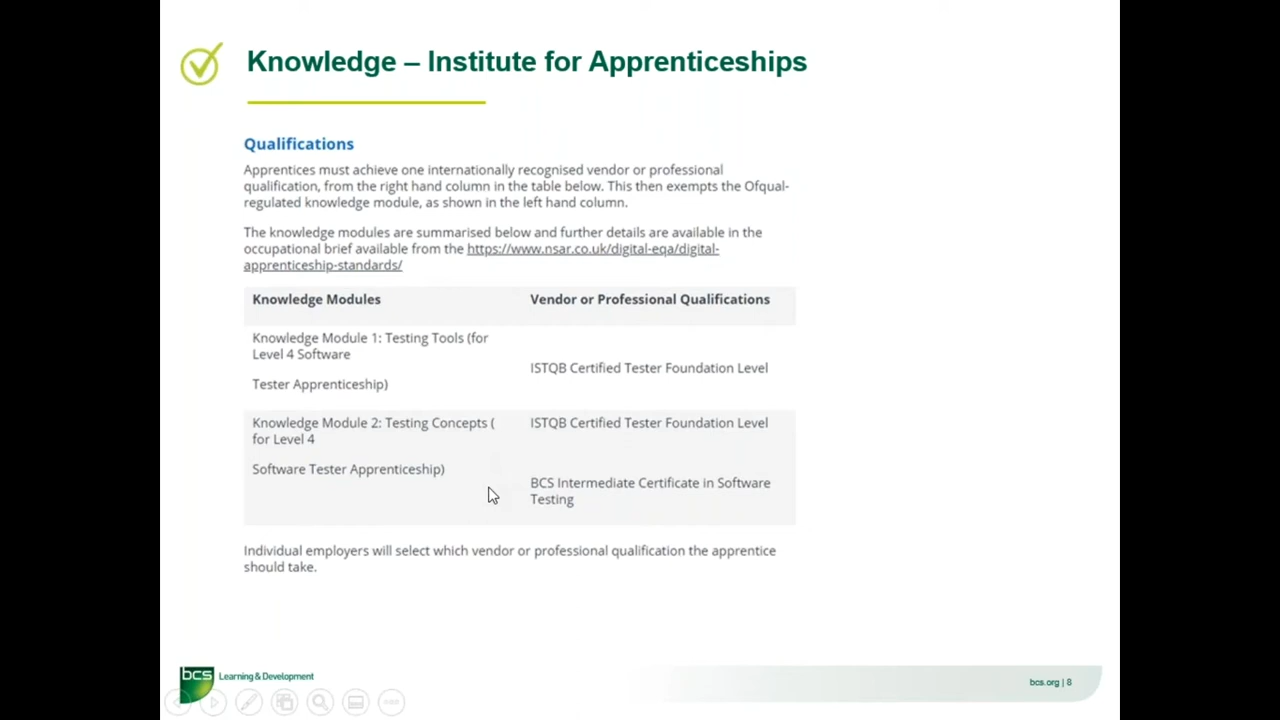 Knowledge – Institute for Apprenticeships
Qualifications
Apprentices must achieve one internationally recognised vendor or professional
qualification, from the right hand column in the table below. This then exempts the Ofqual-
regulated knowledge module, as shown in the left hand column.
The knowledge modules are summarised below and further details are available in the
occupational brief available from the https://www.nsar.co.uk/digital-eqa/digital-
apprenticeship-standards/
Knowledge Modules
Vendor or Professional Qualifications
Knowledge Module 1: Testing Tools (for
Level 4 Software
Tester Apprenticeship)
ISTQB Certified Tester Foundation Level
Knowledge Module 2: Testing Concepts (
for Level 4
Software Tester Apprenticeship)
ISTQB Certified Tester Foundation Level
BCS Intermediate Certificate in Software
Testing
Individual employers will select which vendor or professional qualification the apprentice
should take.
bcs Learning & Development
bcs.org | 8